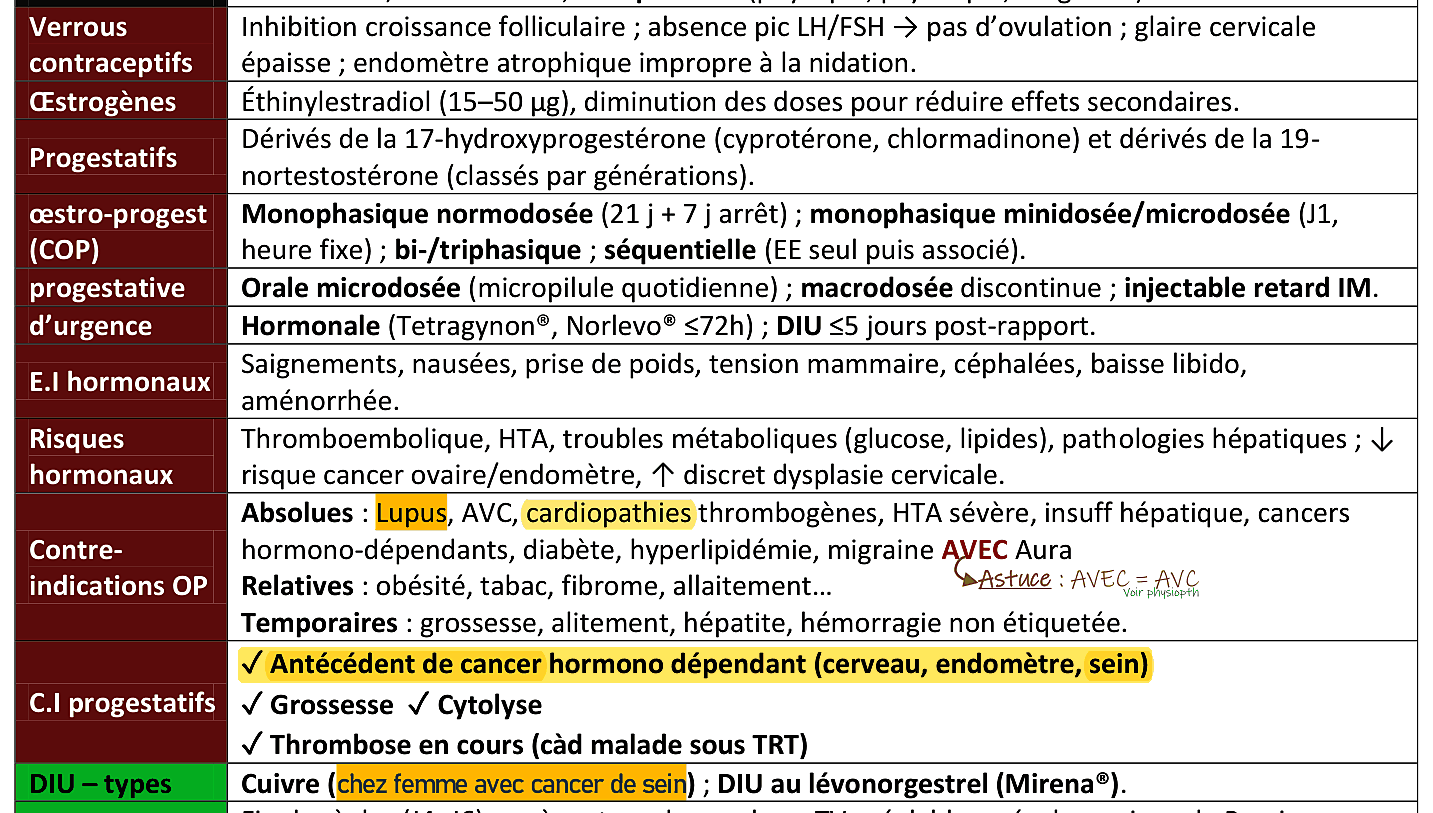 Verrous
contraceptifs
Inhibition croissance folliculaire ; absence pic LH/FSH → pas d’ovulation ; glaire cervicale
épaisse ; endomètre atrophique impropre à la nidation.
Œstrogènes
Éthinylestradiol (15–50 µg), diminution des doses pour réduire effets secondaires.
Progestatifs
Dérivés de la 17-hydroxyprogestérone (cyprotérone, chlormadinone) et dérivés de la 19-
nortestostérone (classés par générations).
œstro-progest
(COP)
Monophasique normodosée (21 j + 7 j arrêt) ; monophasique minidosée/microdosée (J1,
heure fixe) ; bi-/triphasique ; séquentielle (EE seul puis associé).
progestative
Orale microdosée (micropilule quotidienne) ; macrodosée discontinue ; injectable retard IM.
d’urgence
Hormonale (Tetragynon®, Norlevo® ≤72h) ; DIU ≤5 jours post-rapport.
E.I hormonaux
Saignements, nausées, prise de poids, tension mammaire, céphalées, baisse libido,
aménorrhée.
Risques
hormonaux
Thromboembolique, HTA, troubles métaboliques (glucose, lipides), pathologies hépatiques ; ↓
risque cancer ovaire/endomètre, ↑ discret dysplasie cervicale.
Contre-
indications OP
Absolues : Lupus, AVC, cardiopathies thrombogènes, HTA sévère, insuff hépatique, cancers
hormono-dépendants, diabète, hyperlipidémie, migraine AVEC Aura
Astuce : AVEC = AVC
Voir physiopth
Relatives : obésité, tabac, fibrome, allaitement…
Temporaires : grossesse, alitement, hépatite, hémorragie non étiquetée.
C.I progestatifs
✓ Antécédent de cancer hormono dépendant (cerveau, endomètre, sein)
✓ Grossesse ✓ Cytolyse
✓ Thrombose en cours (càd malade sous TRT)
DIU – types
Cuivre (chez femme avec cancer de sein) ; DIU au lévonorgestrel (Mirena®).